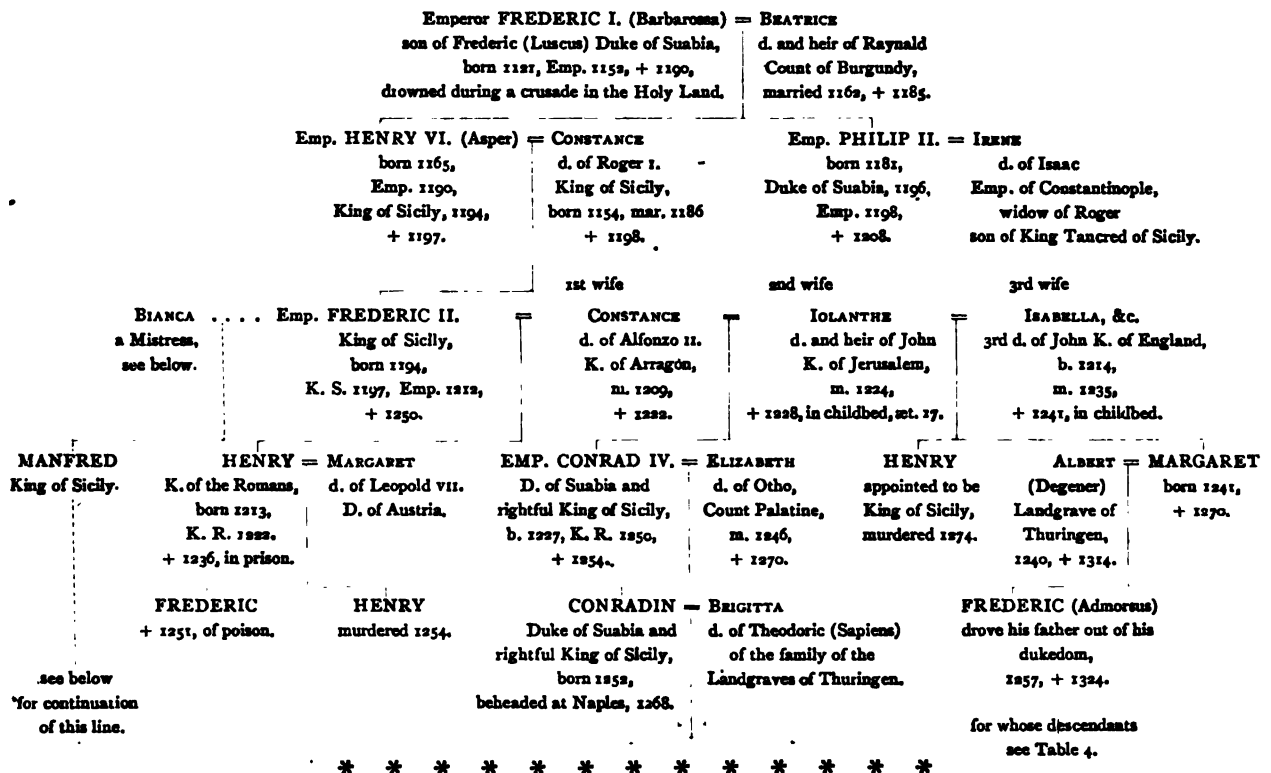 Emperor FREDERIC I. (Barbarossa) = BEATRICE
son of Frederic (Luscus) Duke of Suabia,
born 1121, Emp. 1152, + 1190,
drowned during a crusade in the Holy Land.
d. and heir of Raynald
Count of Burgundy,
married 1162, + 1185.
Emp. HENRY VI. (Asper) = CONSTANCE
born 1165,
Emp. 1190,
King of Sicily, 1194,
+ 1197.
d. of Roger I.
King of Sicily,
born 1154, mar. 1186
+ 1198.
Emp. PHILIP II. = IRENE
born 1181,
Duke of Suabia, 1196,
Emp. 1198,
+ 1208.
d. of Isaac
Emp. of Constantinople,
widow of Roger
son of King Tancred of Sicily.
1st wife
2nd wife
3rd wife
BIANCA . . . . Emp. FREDERIC II. = CONSTANCE = IOLANTHE = ISABELLA, &c.
a Mistress,
see below.
King of Sicily,
born 1194,
K. S. 1197, Emp. 1212,
+ 1250.
d. of Alfonzo II.
K. of Arragon,
m. 1209,
+ 1222.
d. and heir of John
K. of Jerusalem,
m. 1224,
+ 1228, in childbed, æt. 17.
3rd d. of John K. of England,
b. 1214,
m. 1235,
+ 1241, in childbed.
MANFRED
King of Sicily.
HENRY = MARGARET
K. of the Romans,
born 1213,
K. R. 1222.
+ 1236, in prison.
d. of Leopold VII.
D. of Austria.
EMP. CONRAD IV. = ELIZABETH
D. of Suabia and
rightful King of Sicily,
b. 1227, K. R. 1250,
+ 1254.
d. of Otho,
Count Palatine,
m. 1246,
+ 1270.
HENRY
appointed to be
King of Sicily,
murdered 1274.
ALBERT = MARGARET
(Degener)
Landgrave of
Thuringen,
1240, + 1314.
born 1241,
+ 1270.
FREDERIC
+ 1251, of poison.
HENRY
murdered 1254.
CONRADIN = BRIGITTA
Duke of Suabia and
rightful King of Sicily,
born 1252,
beheaded at Naples, 1268.
d. of Theodoric (Sapiens)
of the family of the
Landgraves of Thuringen.
FREDERIC (Admorsus)
drove his father out of his
dukedom,
1257, + 1324.
see below
for continuation
of this line.
for whose descendants
see Table 4.
* * * * * * * * * * * * *